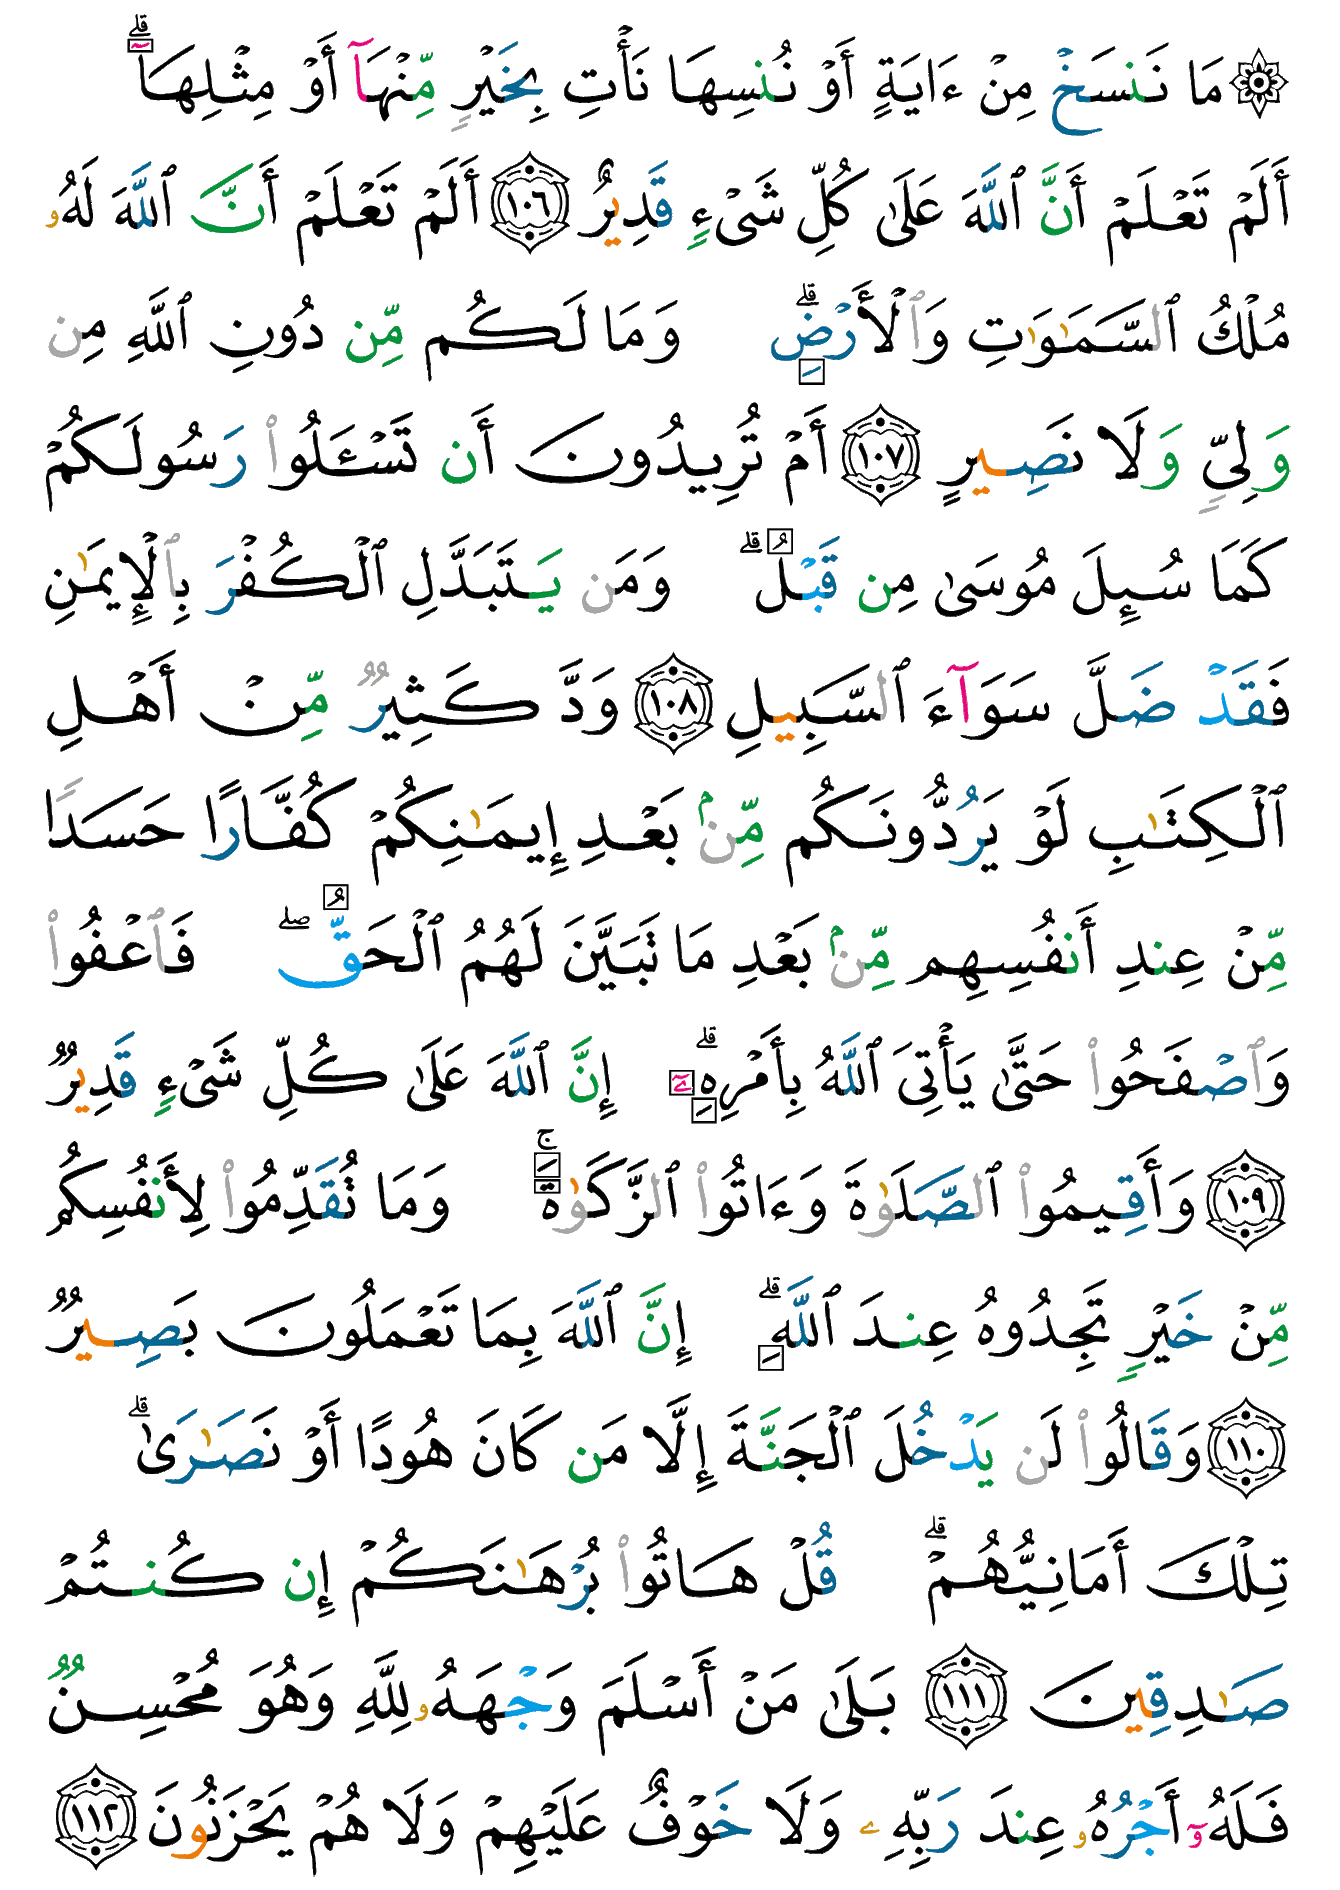 ۞ مَا نَنسَخْ مِنْ ءَايَةٍ أَوْ نُنسِهَا نَأْتِ بِخَيْرٍ مِّنْهَآ أَوْ مِثْلِهَآ ۗ
أَلَمْ تَعْلَمْ أَنَّ ٱللَّهَ عَلَىٰ كُلِّ شَىْءٍ قَدِيرٌ ١٠٦ أَلَمْ تَعْلَمْ أَنَّ ٱللَّهَ لَهُۥ
مُلْكُ ٱلسَّمَـٰوَٰتِ وَٱلْأَرْضِ ۗ وَمَا لَكُم مِّن دُونِ ٱللَّهِ مِن
وَلِىٍّ وَلَا نَصِيرٍ ١٠٧ أَمْ تُرِيدُونَ أَن تَسْـَٔلُوا۟ رَسُولَكُمْ
كَمَا سُئِلَ مُوسَىٰ مِن قَبْلُ ۗ وَمَن يَتَبَدَّلِ ٱلْكُفْرَ بِٱلْإِيمَـٰنِ
فَقَدْ ضَلَّ سَوَآءَ ٱلسَّبِيلِ ١٠٨ وَدَّ كَثِيرٌ مِّنْ أَهْلِ
ٱلْكِتَـٰبِ لَوْ يَرُدُّونَكُم مِّنۢ بَعْدِ إِيمَـٰنِكُمْ كُفَّارًا حَسَدًا
مِّنْ عِندِ أَنفُسِهِم مِّنۢ بَعْدِ مَا تَبَيَّنَ لَهُمُ ٱلْحَقُّ ۖ فَٱعْفُوا۟
وَٱصْفَحُوا۟ حَتَّىٰ يَأْتِىَ ٱللَّهُ بِأَمْرِهِۦٓ ۗ إِنَّ ٱللَّهَ عَلَىٰ كُلِّ شَىْءٍ قَدِيرٌ
١٠٩ وَأَقِيمُوا۟ ٱلصَّلَوٰةَ وَءَاتُوا۟ ٱلزَّكَوٰةَ ۚ وَمَا تُقَدِّمُوا۟ لِأَنفُسِكُم
مِّنْ خَيْرٍ تَجِدُوهُ عِندَ ٱللَّهِ ۗ إِنَّ ٱللَّهَ بِمَا تَعْمَلُونَ بَصِيرٌ
١١٠ وَقَالُوا۟ لَن يَدْخُلَ ٱلْجَنَّةَ إِلَّا مَن كَانَ هُودًا أَوْ نَصَـٰرَىٰ ۗ
تِلْكَ أَمَانِيُّهُمْ ۗ قُلْ هَاتُوا۟ بُرْهَـٰنَكُمْ إِن كُنتُمْ
صَـٰدِقِينَ ١١١ بَلَىٰ مَنْ أَسْلَمَ وَجْهَهُۥ لِلَّهِ وَهُوَ مُحْسِنٌ
فَلَهُۥٓ أَجْرُهُۥ عِندَ رَبِّهِۦ وَلَا خَوْفٌ عَلَيْهِمْ وَلَا هُمْ يَحْزَنُونَ ١١٢